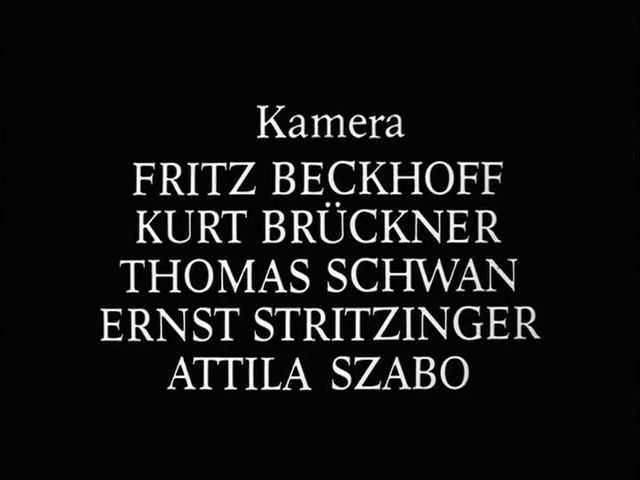 Kamera
FRITZ BECKHOFF
KURT BRÜCKNER
THOMAS SCHWAN
ERNST STRITZINGER
ATTILA SZABO